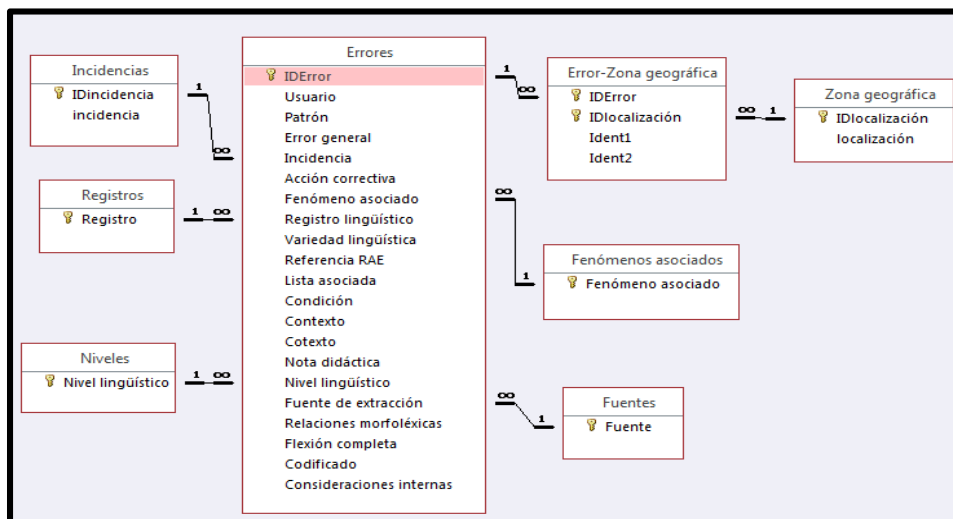 Incidencias
IDincidencia
incidencia
1
∞
Registros
Registro
1 ∞
Niveles
Nivel lingüístico
1 ∞
Errores
IDError
Usuario
Patrón
Error general
Incidencia
Acción correctiva
Fenómeno asociado
Registro lingüístico
Variedad lingüística
Referencia RAE
Lista asociada
Condición
Contexto
Cotexto
Nota didáctica
Nivel lingüístico
Fuente de extracción
Relaciones morfoléxicas
Flexión completa
Codificado
Consideraciones internas
1
∞
Error-Zona geográfica
IDError
IDlocalización
Ident1
Ident2
∞ 1
Zona geográfica
IDlocalización
localización
∞
1
Fenómenos asociados
Fenómeno asociado
∞
1
Fuentes
Fuente